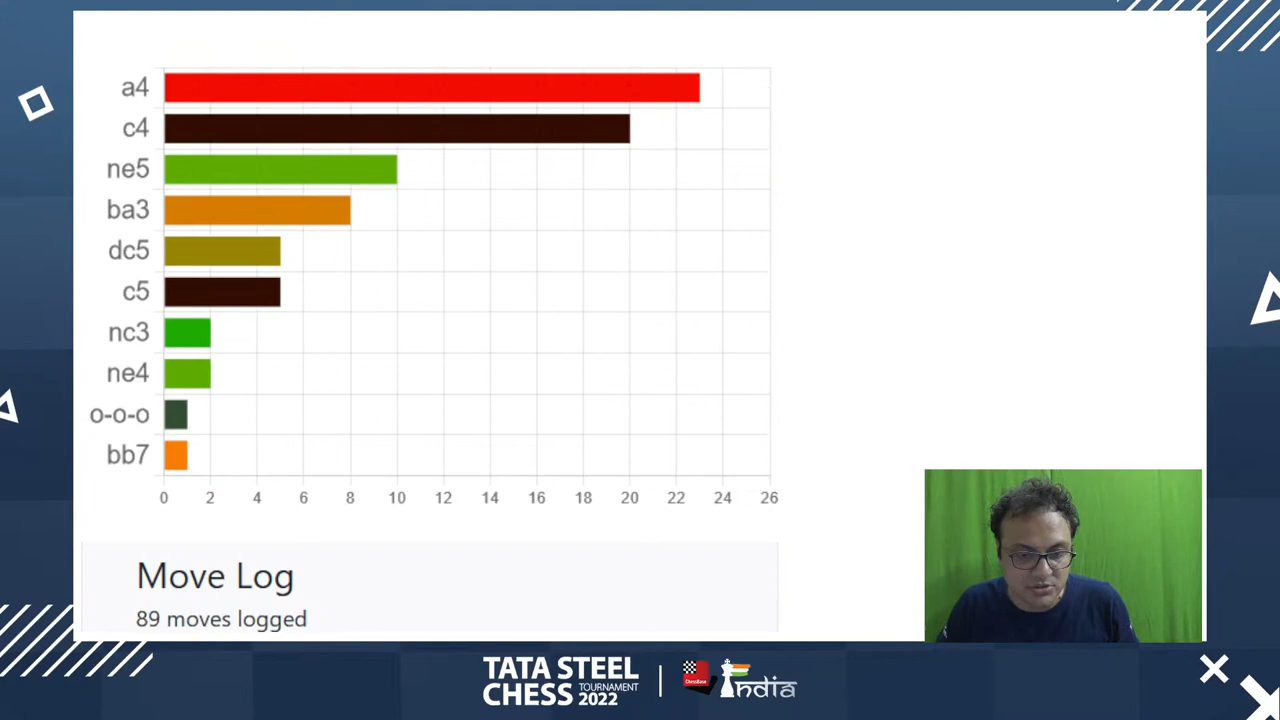 a4
c4
ne5
ba3
dc5
c5
nc3
ne4
o-o-o
bb7
0 2 4 6 8 10 12 14 16 18 20 22 24 26
Move Log
89 moves logged
TATA STEEL
CHESS TOURNAMENT 2022
ChessBase
India